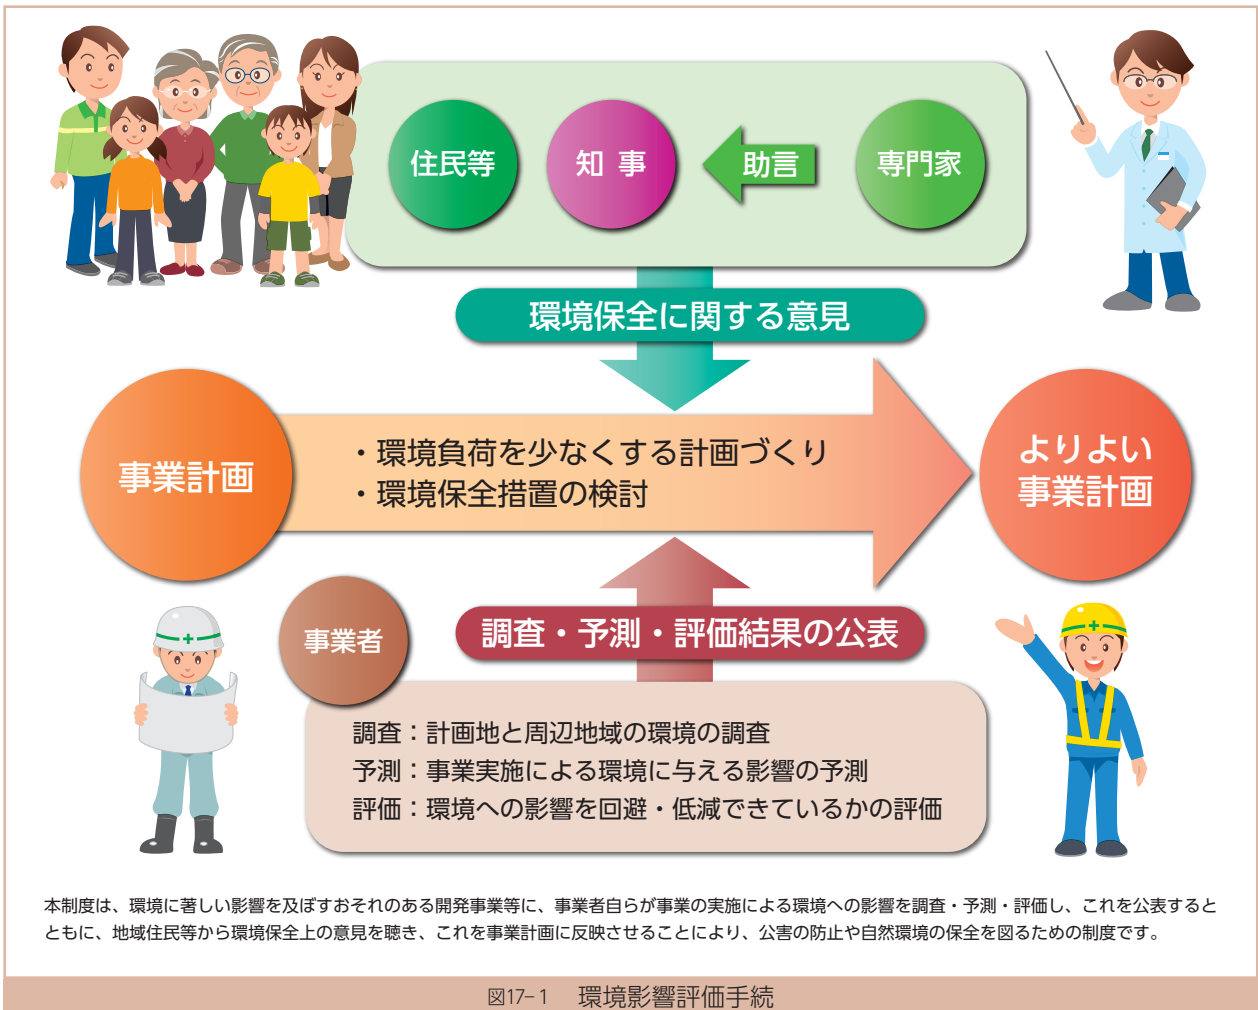 住民等
知事
助言
専門家
環境保全に関する意見
事業計画
・環境負荷を少なくする計画づくり
・環境保全措置の検討
よりよい
事業計画
事業者
調査・予測・評価結果の公表
調査：計画地と周辺地域の環境の調査
予測：事業実施による環境に与える影響の予測
評価：環境への影響を回避・低減できているかの評価
本制度は、環境に著しい影響を及ぼすおそれのある開発事業等に、事業者自らが事業の実施による環境への影響を調査・予測・評価し、これを公表すると
ともに、地域住民等から環境保全上の意見を聴き、これを事業計画に反映させることにより、公害の防止や自然環境の保全を図るための制度です。
図17-1　環境影響評価手続